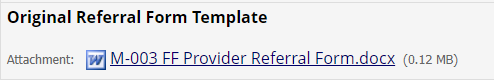 Original Referral Form Template
Attachment: M-003 FF Provider Referral Form.docx (0.12 MB)